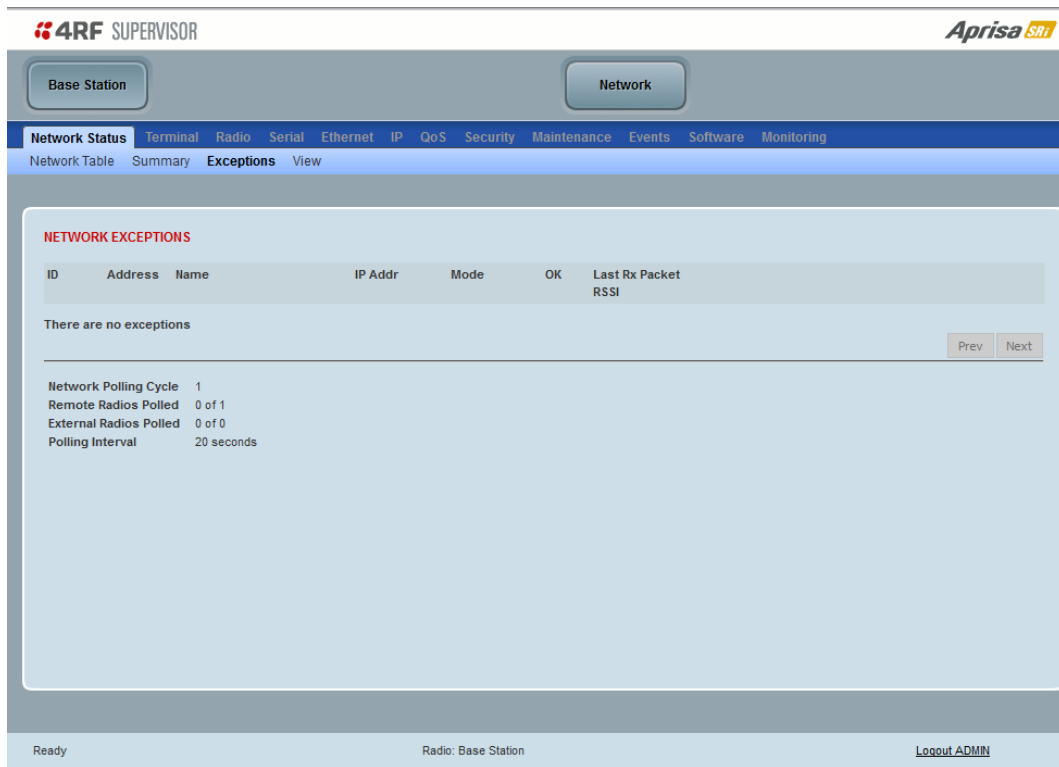 4RF SUPERVISOR
Aprisa SRi
Base Station
Network
Network Status Terminal Radio Serial Ethernet IP QoS Security Maintenance Events Software Monitoring
Network Table Summary Exceptions View
NETWORK EXCEPTIONS
ID Address Name IP Addr Mode OK Last Rx Packet
RSSI
There are no exceptions
Prev Next
Network Polling Cycle 1
Remote Radios Polled 0 of 1
External Radios Polled 0 of 0
Polling Interval 20 seconds
Ready Radio: Base Station Logout ADMIN